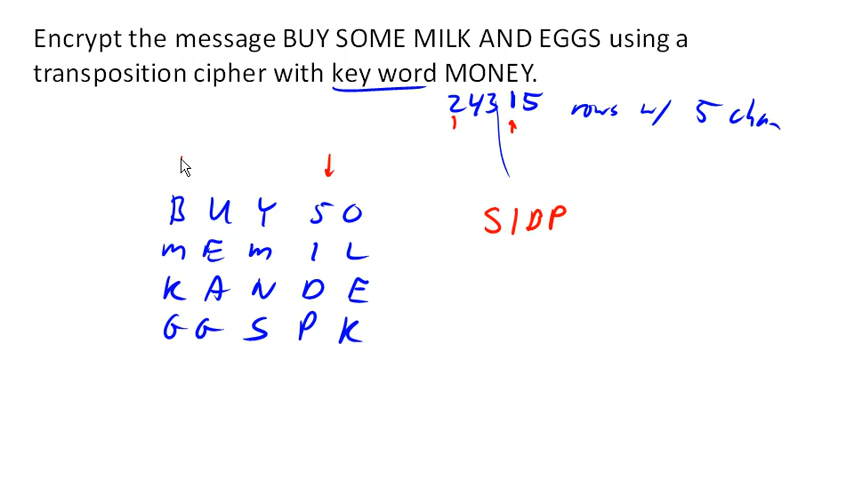 Encrypt the message BUY SOME MILK AND EGGS using a
transposition cipher with key word MONEY.
24315 rows w/ 5 char
B U Y S O
M E M I L
K A N D E
G G S P K
SIDP